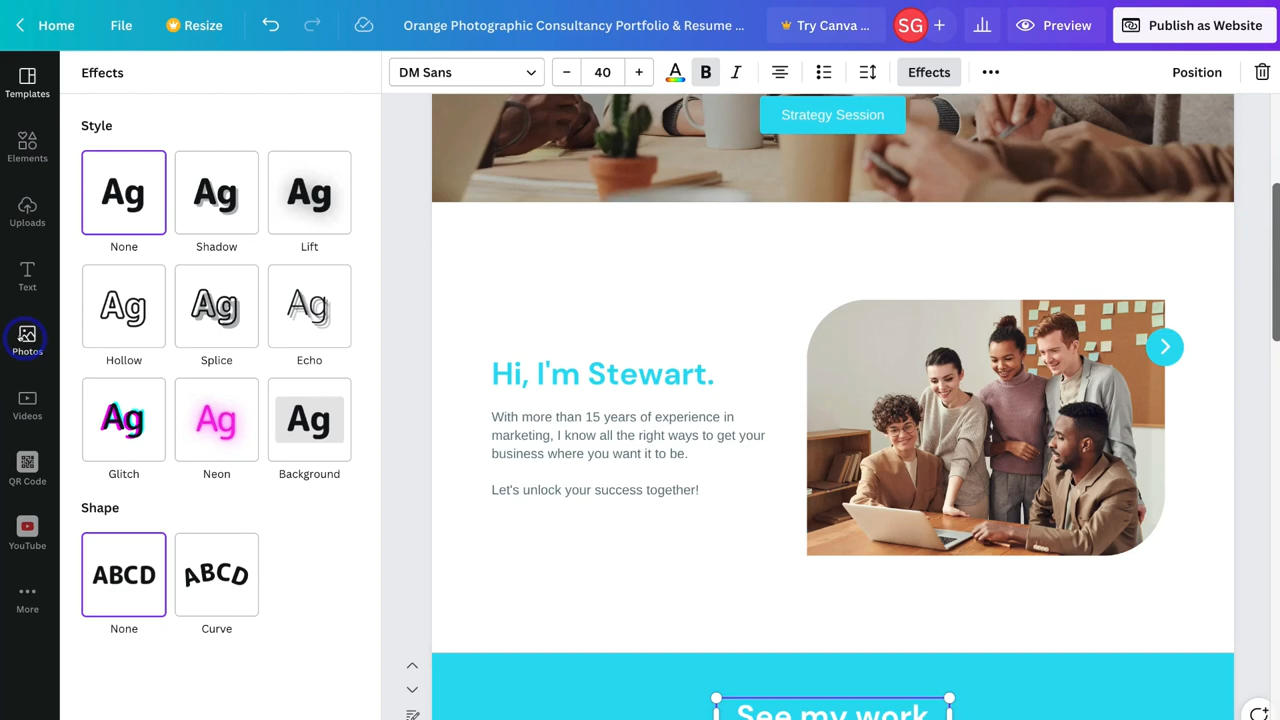 Home
File
Resize
Orange Photographic Consultancy Portfolio & Resume ...
Try Canva ...
SG
+
Preview
Publish as Website
Templates
Elements
Uploads
Text
Photos
Videos
QR Code
YouTube
More
Effects
Style
Ag
None
Ag
Shadow
Ag
Lift
Ag
Hollow
Ag
Splice
Ag
Echo
Ag
Glitch
Ag
Neon
Ag
Background
Shape
ABCD
None
ABCD
Curve
DM Sans
– 40 +
A
B
I
Effects
Position
Strategy Session
Hi, I'm Stewart.
With more than 15 years of experience in
marketing, I know all the right ways to get your
business where you want it to be.
Let's unlock your success together!
See my work